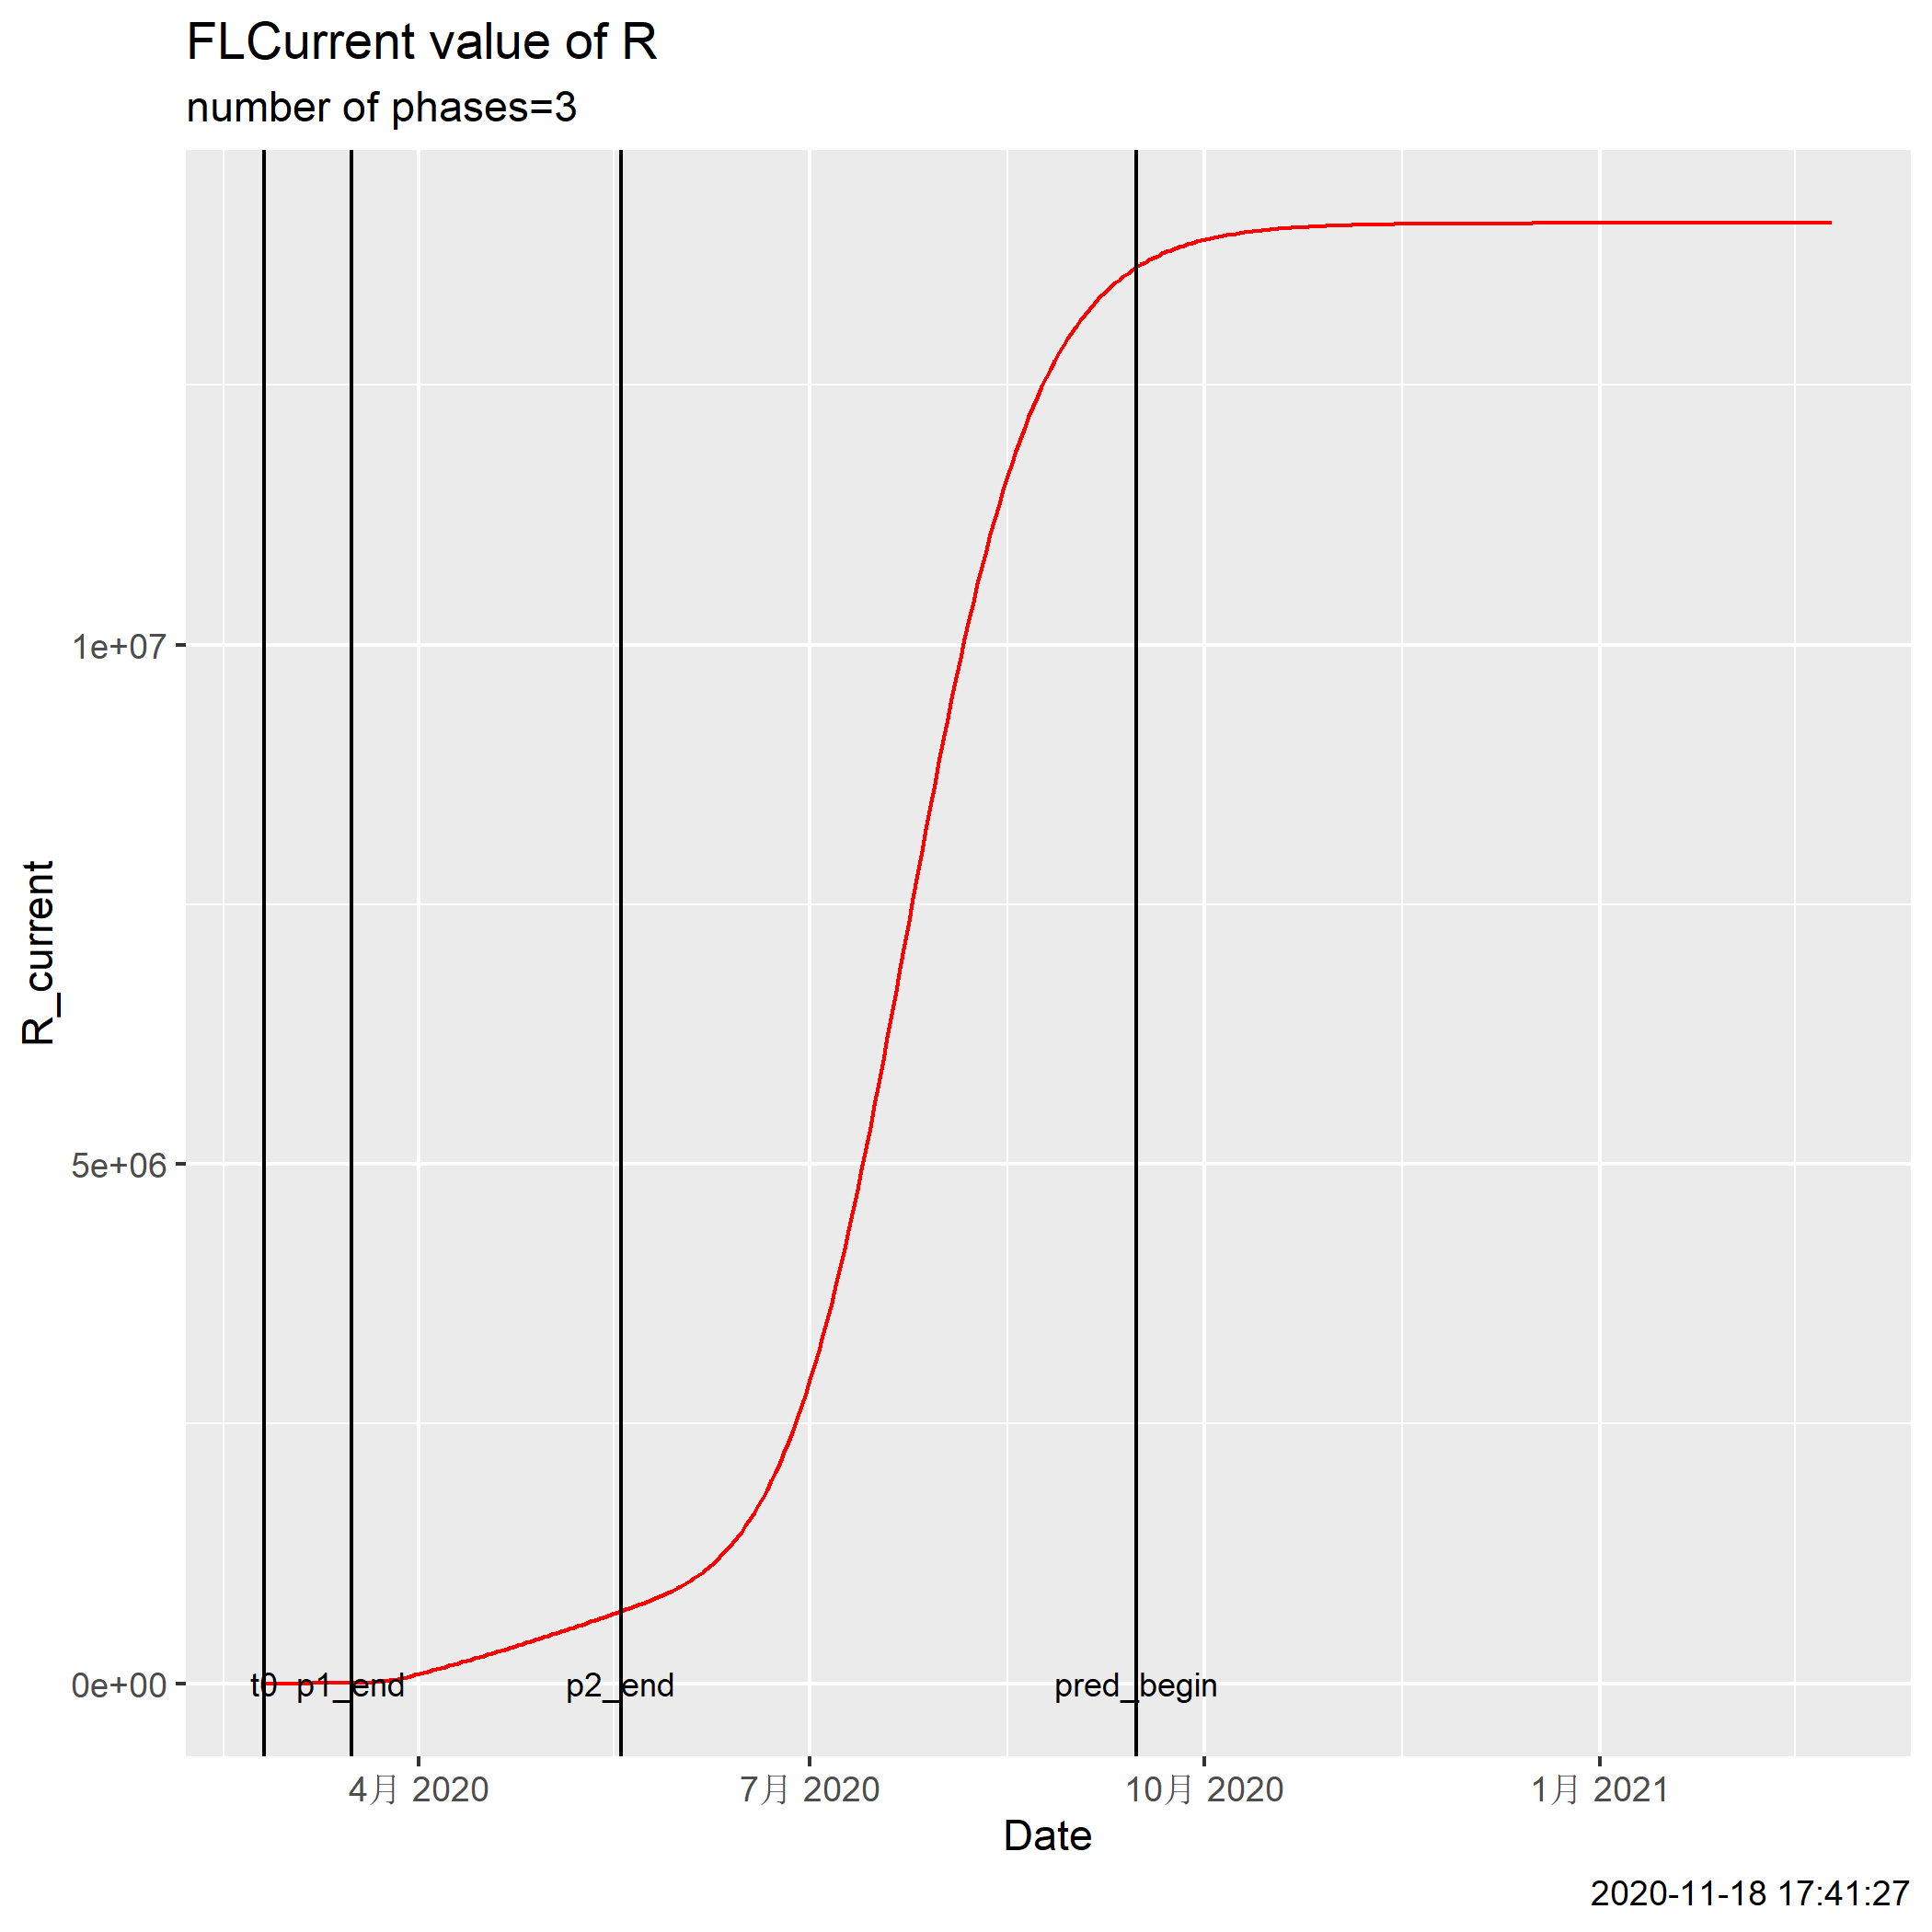 FLCurrent value of R
number of phases=3
R_current
1e+07
5e+06
0e+00
t0 p1_end p2_end pred_begin
4月 2020 7月 2020 10月 2020 1月 2021
Date
2020-11-18 17:41:27